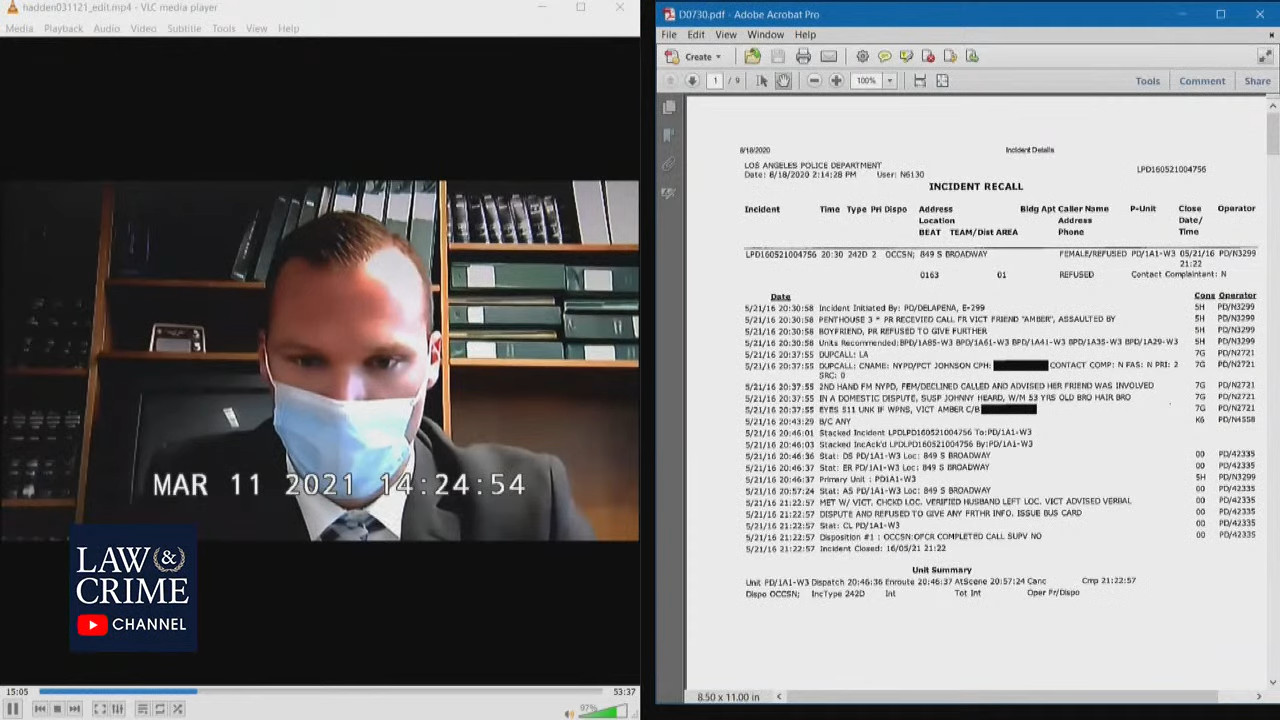 hadden031121_edit.mp4 - VLC media player
Media Playback Audio Video Subtitle Tools View Help
MAR 11 2021 14:24:54
LAW &
CRIME
CHANNEL
15:05
53:37
97%
D0730.pdf - Adobe Acrobat Pro
File Edit View Window Help
Create
1 / 9 100% Tools Comment Share
8/18/2020 Incident Details
LOS ANGELES POLICE DEPARTMENT LPD160521004756
Date: 8/18/2020 2:14:28 PM User: N6130
INCIDENT RECALL
Incident Time Type Pri Dispo Address Bldg Apt Caller Name P-Unit Close Operator
Location Address Date/
BEAT TEAM/Dist AREA Phone Time
LPD160521004756 20:30 242D 2 OCCSN; 849 S BROADWAY FEMALE/REFUSED PD/1A1-W3 05/21/16 PD/N3299
21:22
0163 01 REFUSED Contact Complainant: N
Date Cons Operator
5/21/16 20:30:58 Incident Initiated By: PD/DELAPENA, E-299 5H PD/N3299
5/21/16 20:30:58 PENTHOUSE 3 * PR RECEVIED CALL FR VICT FRIEND "AMBER", ASSAULTED BY 5H PD/N3299
5/21/16 20:30:58 BOYFRIEND, PR REFUSED TO GIVE FURTHER 5H PD/N3299
5/21/16 20:30:58 Units Recommended:BPD/1A85-W3 BPD/1A61-W3 BPD/1A41-W3 BPD/1A35-W3 BPD/1A29-W3 5H PD/N3299
5/21/16 20:37:55 DUPCALL: LA 7G PD/N2721
5/21/16 20:37:55 DUPCALL: CNAME: NYPD/PCT JOHNSON CPH: CONTACT COMP: N FAS: N PRI: 2 7G PD/N2721
SRC: 0
5/21/16 20:37:55 2ND HAND FM NYPD, FEM/DECLINED CALLED AND ADVISED HER FRIEND WAS INVOLVED 7G PD/N2721
5/21/16 20:37:55 IN A DOMESTIC DISPUTE, SUSP JOHNNY HEARD, W/M 53 YRS OLD BRO HAIR BRO 7G PD/N2721
5/21/16 20:37:55 EYES 511 UNK IF WPNS, VICT AMBER C/B 7G PD/N2721
5/21/16 20:43:29 B/C ANY K6 PD/N4558
5/21/16 20:46:01 Stacked Incident LPDLPD160521004756 To:PD/1A1-W3
5/21/16 20:46:03 Stacked IncAck'd LPDLPD160521004756 By:PD/1A1-W3
5/21/16 20:46:36 Stat: DS PD/1A1-W3 Loc: 849 S BROADWAY 00 PD/42335
5/21/16 20:46:37 Stat: ER PD/1A1-W3 Loc: 849 S BROADWAY 00 PD/42335
5/21/16 20:46:37 Primary Unit : PD1A1-W3 5H PD/N3299
5/21/16 20:57:24 Stat: AS PD/1A1-W3 Loc: 849 S BROADWAY 00 PD/42335
5/21/16 21:22:57 MET W/ VICT. CHCKD LOC. VERIFIED HUSBAND LEFT LOC. VICT ADVISED VERBAL 00 PD/42335
5/21/16 21:22:57 DISPUTE AND REFUSED TO GIVE ANY FRTHR INFO. ISSUE BUS CARD 00 PD/42335
5/21/16 21:22:57 Stat: CL PD/1A1-W3 00 PD/42335
5/21/16 21:22:57 Disposition #1 : OCCSN:OFCR COMPLETED CALL SUPV NO 00 PD/42335
5/21/16 21:22:57 Incident Closed: 16/05/21 21:22
Unit Summary
Unit PD/1A1-W3 Dispatch 20:46:36 Enroute 20:46:37 AtScene 20:57:24 Canc Cmp 21:22:57
Dispo OCCSN; IncType 242D Int Tot Int Oper Pr/Dispo
8.50 x 11.00 in